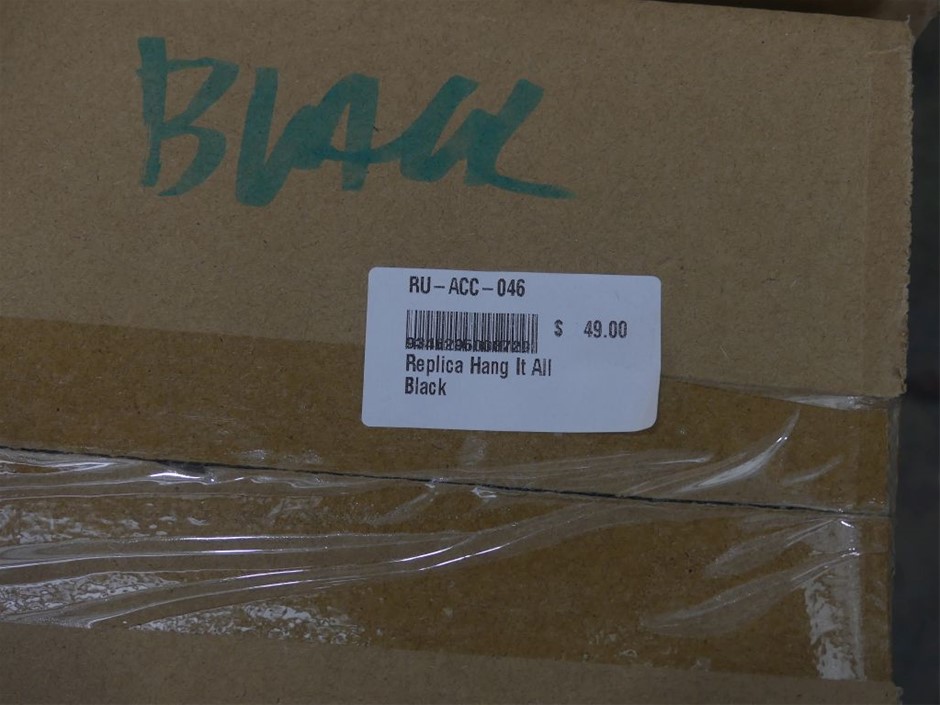 BLACK
RU-ACC-046
$ 49.00
Replica Hang It All
Black